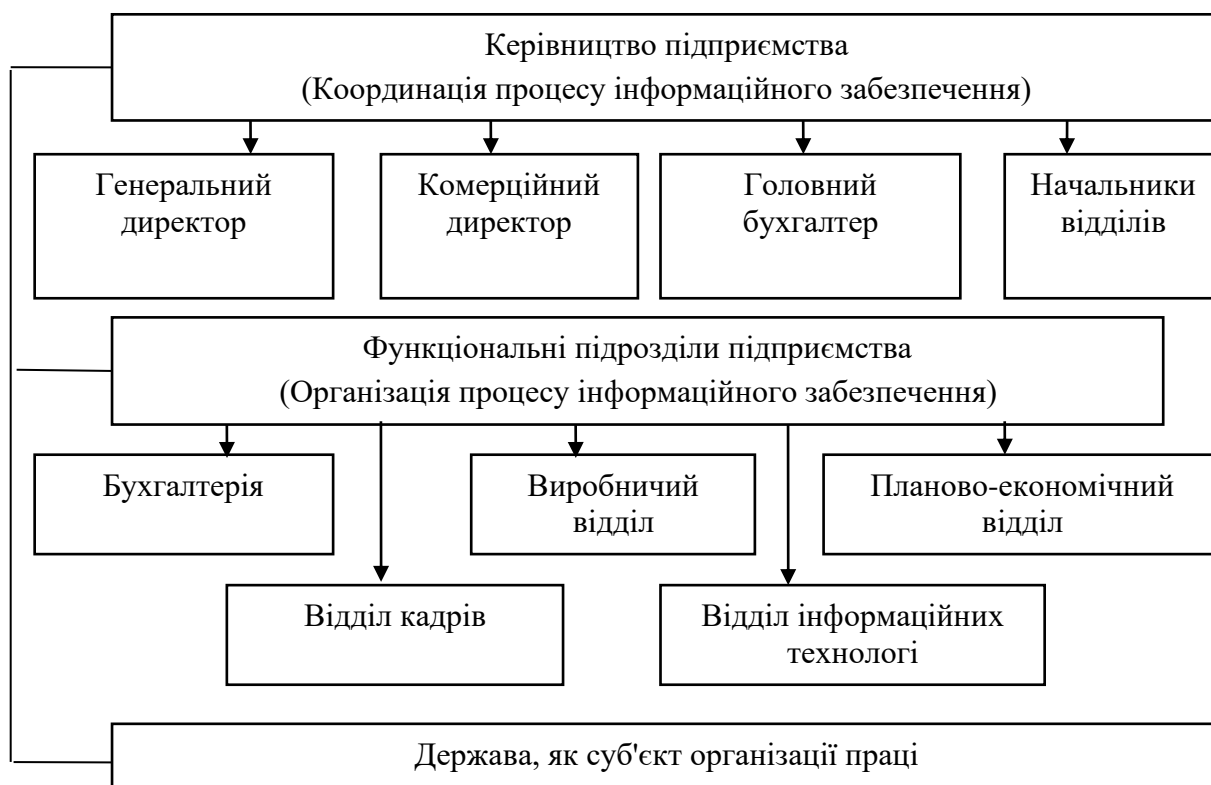 Керівництво підприємства
(Координація процесу інформаційного забезпечення)
Генеральний
директор
Комерційний
директор
Головний
бухгалтер
Начальники
відділів
Функціональні підрозділи підприємства
(Організація процесу інформаційного забезпечення)
Бухгалтерія
Виробничий
відділ
Планово-економічний
відділ
Відділ кадрів
Відділ інформаційних
технологі
Держава, як суб'єкт організації праці